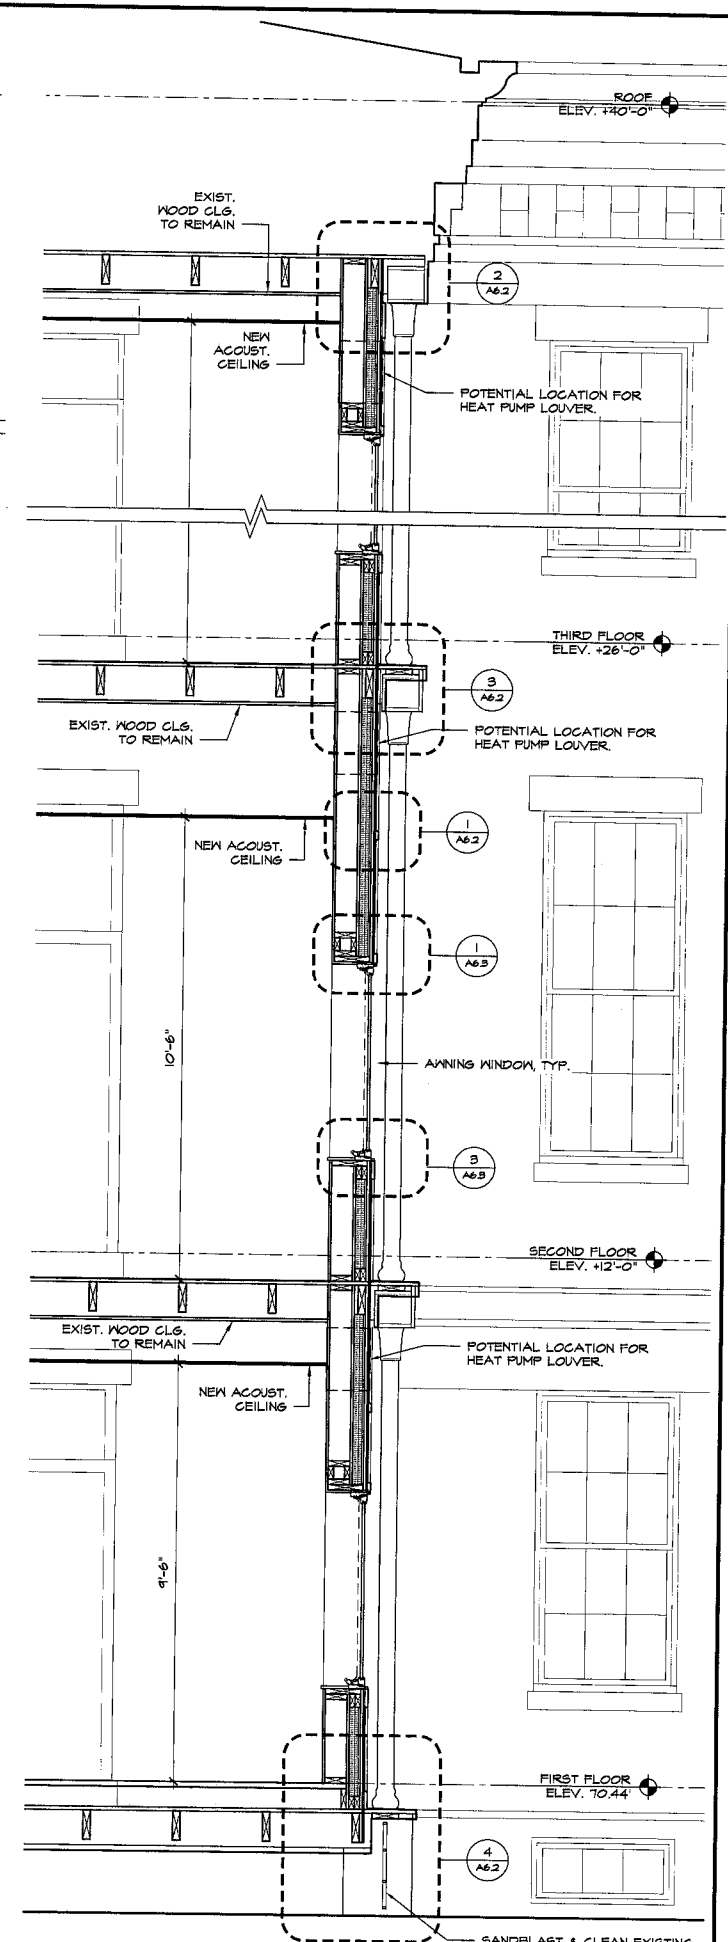 ROOF
ELEV. +40'-0"
EXIST.
WOOD CLG.
TO REMAIN
2
A6.2
NEW
ACOUST.
CEILING
POTENTIAL LOCATION FOR
HEAT PUMP LOUVER.
THIRD FLOOR
ELEV. +26'-0"
3
A6.2
EXIST. WOOD CLG.
TO REMAIN
POTENTIAL LOCATION FOR
HEAT PUMP LOUVER.
NEW ACOUST.
CEILING
1
A6.2
1
A6.3
10'-6"
AWNING WINDOW, TYP.
3
A6.3
SECOND FLOOR
ELEV. +12'-0"
EXIST. WOOD CLG.
TO REMAIN
POTENTIAL LOCATION FOR
HEAT PUMP LOUVER.
NEW ACOUST.
CEILING
9'-6"
FIRST FLOOR
ELEV. 70.44'
4
A6.2
SANDBLAST & CLEAN EXISTING